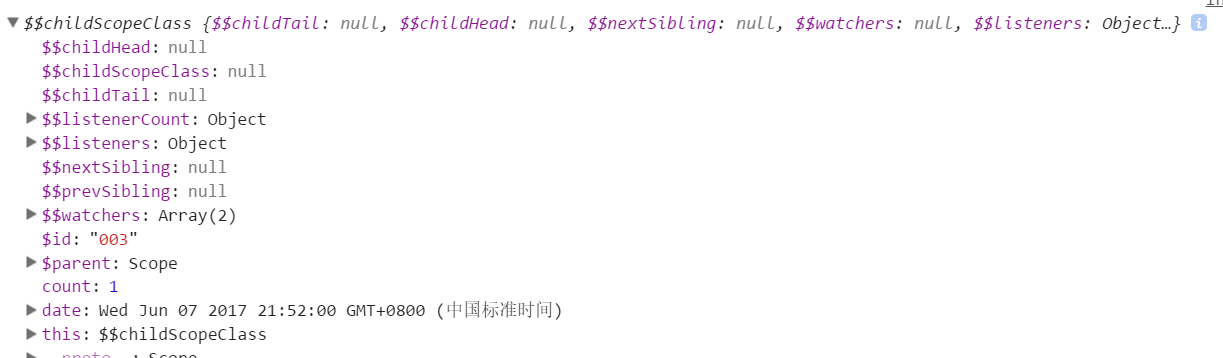 $$childScopeClass {$$childTail: null, $$childHead: null, $$nextSibling: null, $$watchers: null, $$listeners: Object…}
$$childHead: null
$$childScopeClass: null
$$childTail: null
$$listenerCount: Object
$$listeners: Object
$$nextSibling: null
$$prevSibling: null
$$watchers: Array(2)
$id: "003"
$parent: Scope
count: 1
date: Wed Jun 07 2017 21:52:00 GMT+0800 (中国标准时间)
this: $$childScopeClass
__proto__: Scope